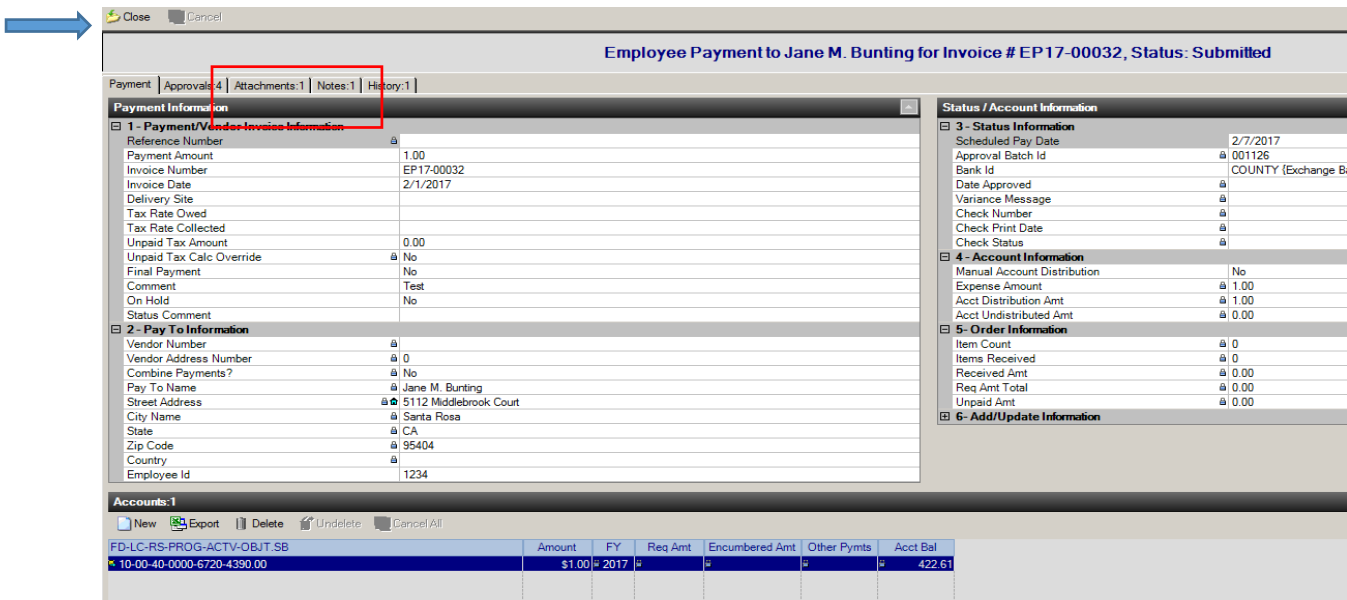 Close Cancel
Employee Payment to Jane M. Bunting for Invoice # EP17-00032, Status: Submitted
Payment Approvals:4 Attachments:1 Notes:1 History:1
Payment Information
1 - Payment/Vendor Invoice Information
Reference Number
Payment Amount 1.00
Invoice Number EP17-00032
Invoice Date 2/1/2017
Delivery Site
Tax Rate Owed
Tax Rate Collected
Unpaid Tax Amount 0.00
Unpaid Tax Calc Override No
Final Payment No
Comment Test
On Hold No
Status Comment
2 - Pay To Information
Vendor Number
Vendor Address Number 0
Combine Payments? No
Pay To Name Jane M. Bunting
Street Address 5112 Middlebrook Court
City Name Santa Rosa
State CA
Zip Code 95404
Country
Employee Id 1234
Status / Account Information
3 - Status Information
Scheduled Pay Date 2/7/2017
Approval Batch Id 001126
Bank Id COUNTY {Exchange Ba
Date Approved
Variance Message
Check Number
Check Print Date
Check Status
4 - Account Information
Manual Account Distribution No
Expense Amount 1.00
Acct Distribution Amt 1.00
Acct Undistributed Amt 0.00
5- Order Information
Item Count 0
Items Received 0
Received Amt 0.00
Req Amt Total 0.00
Unpaid Amt 0.00
6- Add/Update Information
Accounts:1
New Export Delete Undelete Cancel All
FD-LC-RS-PROG-ACTV-OBJT.SB Amount FY Req Amt Encumbered Amt Other Pymts Acct Bal
10-00-40-0000-6720-4390.00 $1.00 2017 422.61